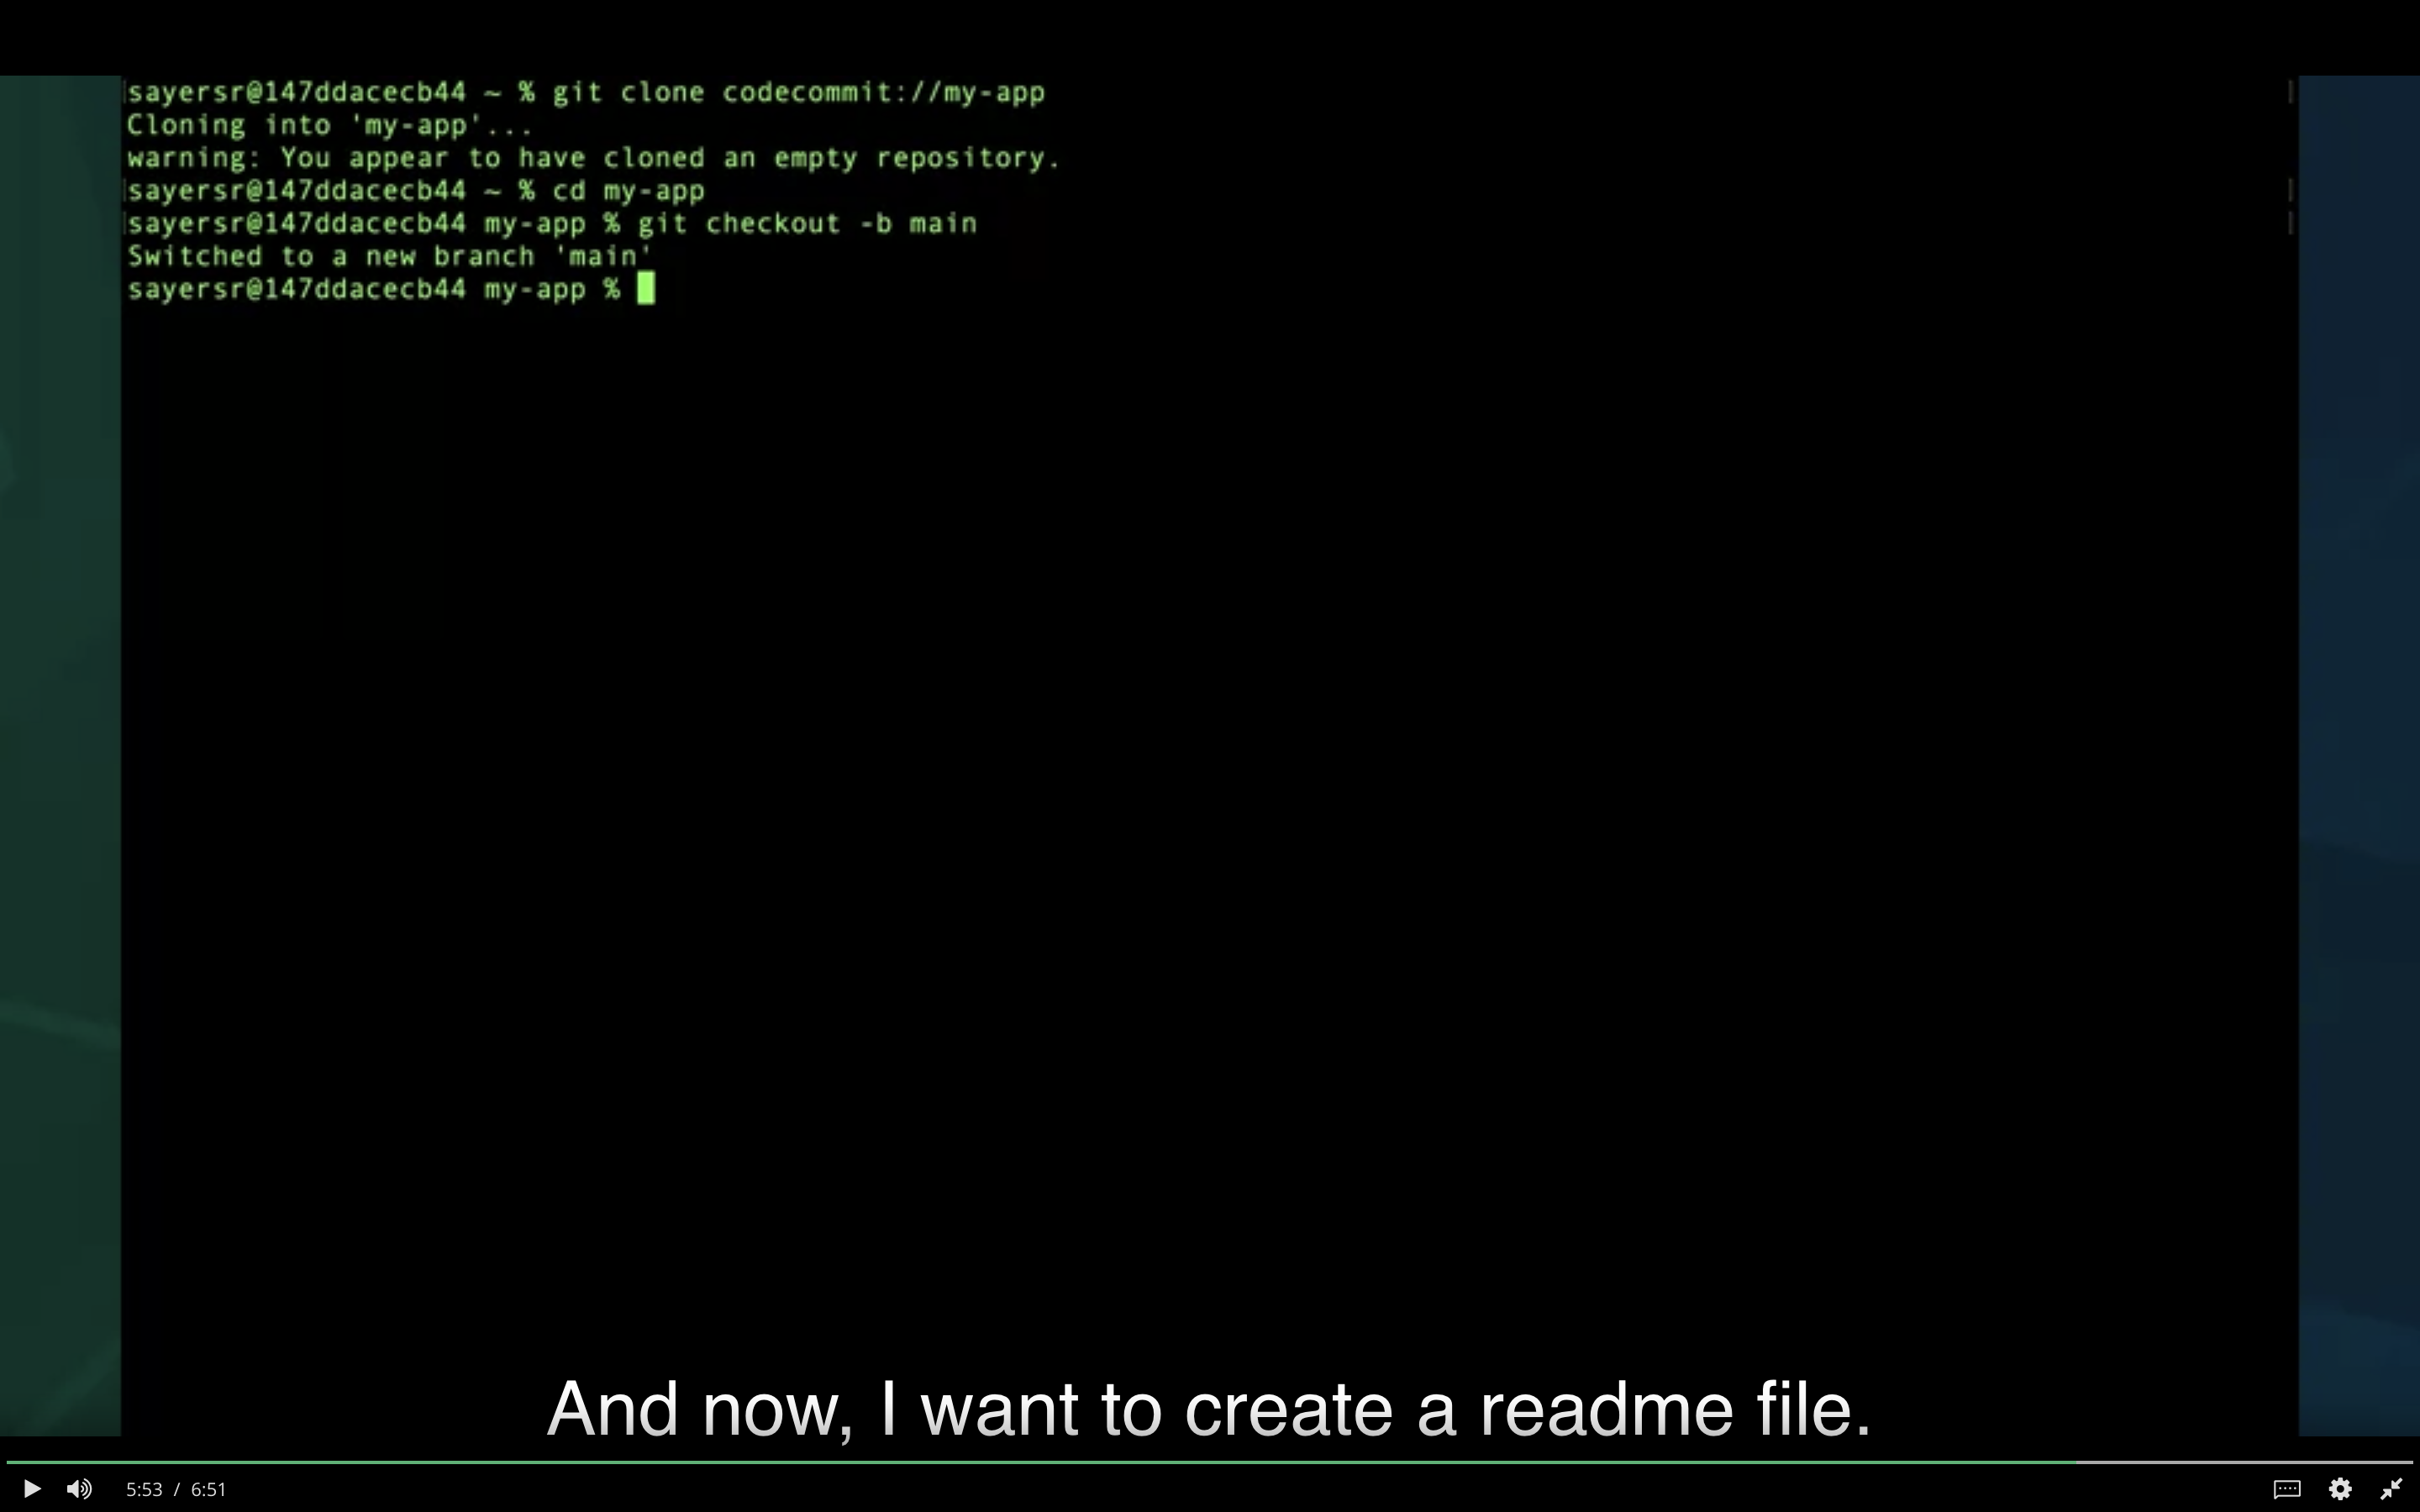 sayersr@147ddacecb44 ~ % git clone codecommit://my-app
Cloning into 'my-app'...
warning: You appear to have cloned an empty repository.
sayersr@147ddacecb44 ~ % cd my-app
sayersr@147ddacecb44 my-app % git checkout -b main
Switched to a new branch 'main'
sayersr@147ddacecb44 my-app %
And now, I want to create a readme file.
5:53 / 6:51